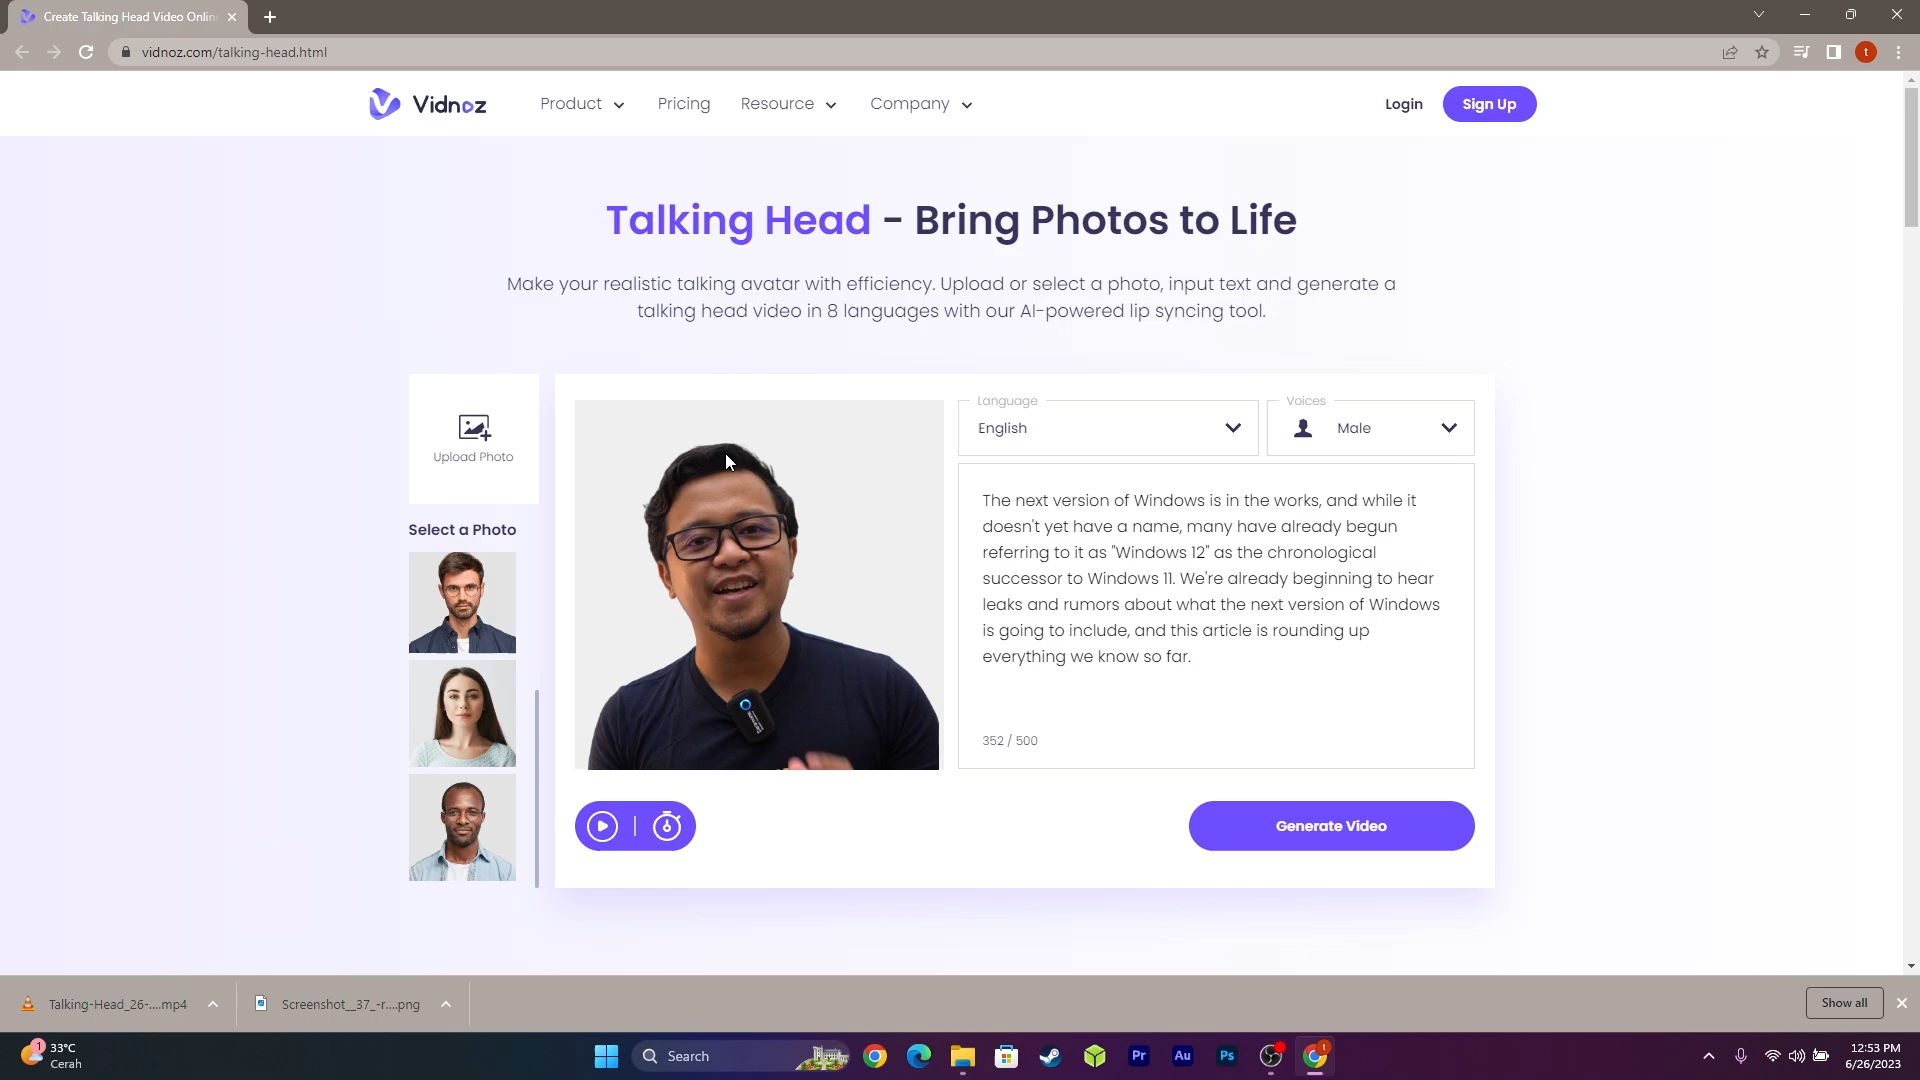 Create Talking Head Video Onlin
vidnoz.com/talking-head.html
t
Vidnoz
Product
Pricing
Resource
Company
Login
Sign Up
Talking Head - Bring Photos to Life
Make your realistic talking avatar with efficiency. Upload or select a photo, input text and generate a
talking head video in 8 languages with our AI-powered lip syncing tool.
Upload Photo
Select a Photo
Language
English
Voices
Male
The next version of Windows is in the works, and while it
doesn't yet have a name, many have already begun
referring to it as "Windows 12" as the chronological
successor to Windows 11. We're already beginning to hear
leaks and rumors about what the next version of Windows
is going to include, and this article is rounding up
everything we know so far.
352 / 500
Generate Video
Talking-Head_26-....mp4
Screenshot__37_-r....png
Show all
1
33°C
Cerah
Search
Pr
Au
Ps
t
12:53 PM
6/26/2023